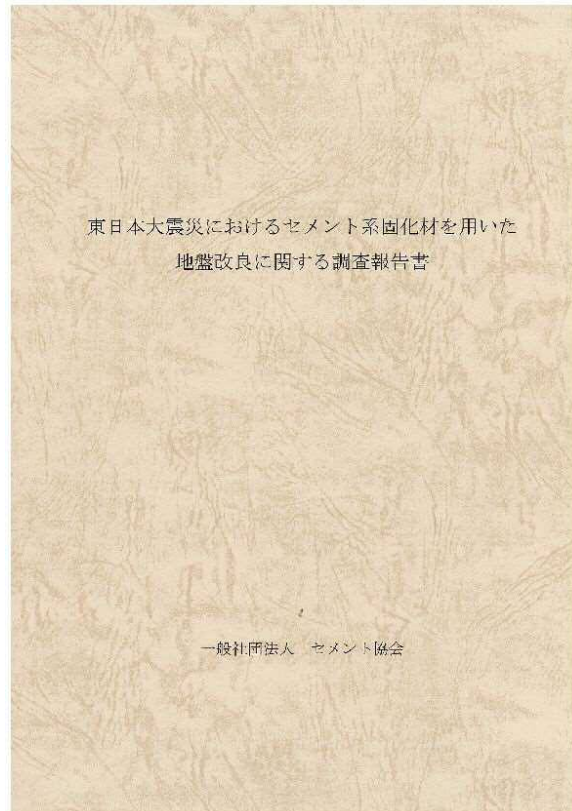 東日本大震災におけるセメント系固化材を用いた
地盤改良に関する調査報告書
一般社団法人　セメント協会